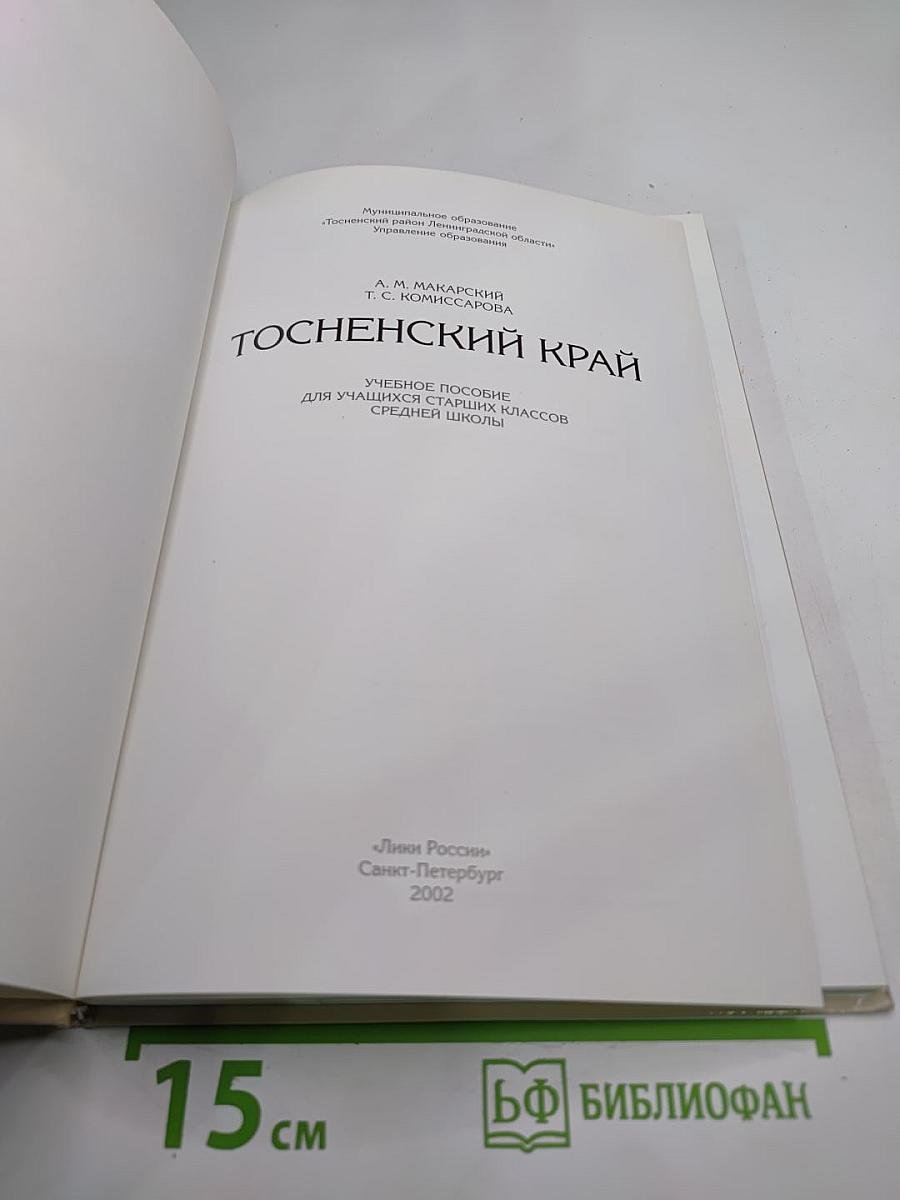 Муниципальное образование
«Тосненский район Ленинградской области»
Управление образования
А. М. МАКАРСКИЙ
Т. С. КОМИССАРОВА
ТОСНЕНСКИЙ КРАЙ
УЧЕБНОЕ ПОСОБИЕ
ДЛЯ УЧАЩИХСЯ СТАРШИХ КЛАССОВ
СРЕДНЕЙ ШКОЛЫ
«Лики России»
Санкт-Петербург
2002
15 см
БФ БИБЛИОФАН